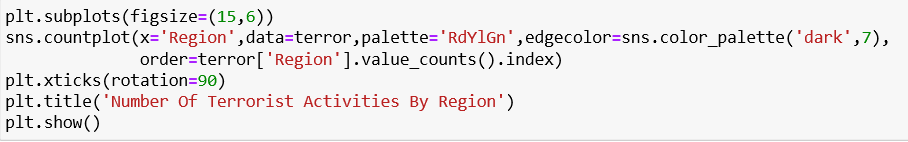 plt.subplots(figsize=(15,6))
sns.countplot(x='Region',data=terror,palette='RdYlGn',edgecolor=sns.color_palette('dark',7),
              order=terror['Region'].value_counts().index)
plt.xticks(rotation=90)
plt.title('Number Of Terrorist Activities By Region')
plt.show()